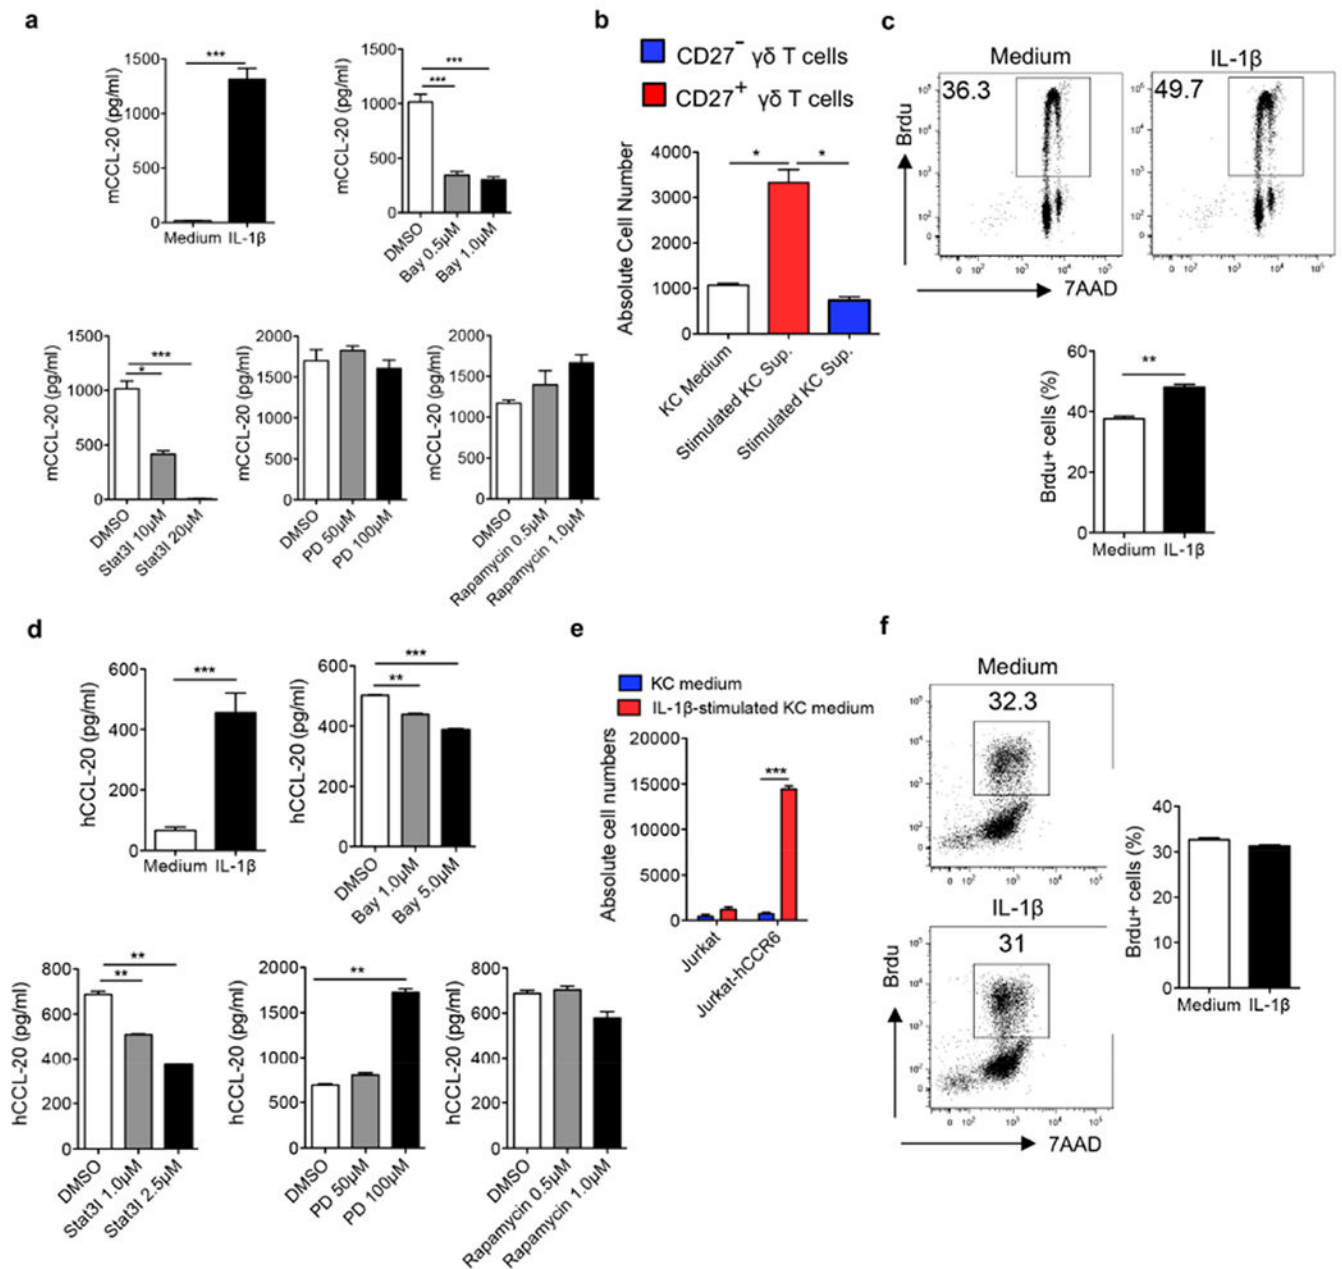 a
mCCL-20 (pg/ml)
1500
1000
500
0
***
Medium IL-1β
mCCL-20 (pg/ml)
1500
1000
500
0
***
***
DMSO
Bay 0.5μM
Bay 1.0μM
mCCL-20 (pg/ml)
1500
1000
500
0
***
*
DMSO
Stat3I 10μM
Stat3I 20μM
mCCL-20 (pg/ml)
2000
1500
1000
500
0
DMSO
PD 50μM
PD 100μM
mCCL-20 (pg/ml)
2000
1500
1000
500
0
DMSO
Rapamycin 0.5μM
Rapamycin 1.0μM
b
CD27⁻ γδ T cells
CD27⁺ γδ T cells
Absolute Cell Number
4000
3000
2000
1000
0
* *
KC Medium
Stimulated KC Sup.
Stimulated KC Sup.
c
Medium IL-1β
36.3
49.7
Brdu
7AAD
Brdu+ cells (%)
60
40
20
0
**
Medium IL-1β
d
hCCL-20 (pg/ml)
600
400
200
0
***
Medium IL-1β
hCCL-20 (pg/ml)
600
400
200
0
***
**
DMSO
Bay 1.0μM
Bay 5.0μM
hCCL-20 (pg/ml)
800
600
400
200
0
**
**
DMSO
Stat3I 1.0μM
Stat3I 2.5μM
hCCL-20 (pg/ml)
2000
1500
1000
500
0
**
DMSO
PD 50μM
PD 100μM
hCCL-20 (pg/ml)
800
600
400
200
0
DMSO
Rapamycin 0.5μM
Rapamycin 1.0μM
e
KC medium
IL-1β-stimulated KC medium
Absolute cell numbers
20000
15000
10000
5000
0
***
Jurkat
Jurkat-hCCR6
f
Medium
32.3
IL-1β
31
Brdu
7AAD
Brdu+ cells (%)
40
30
20
10
0
Medium IL-1β